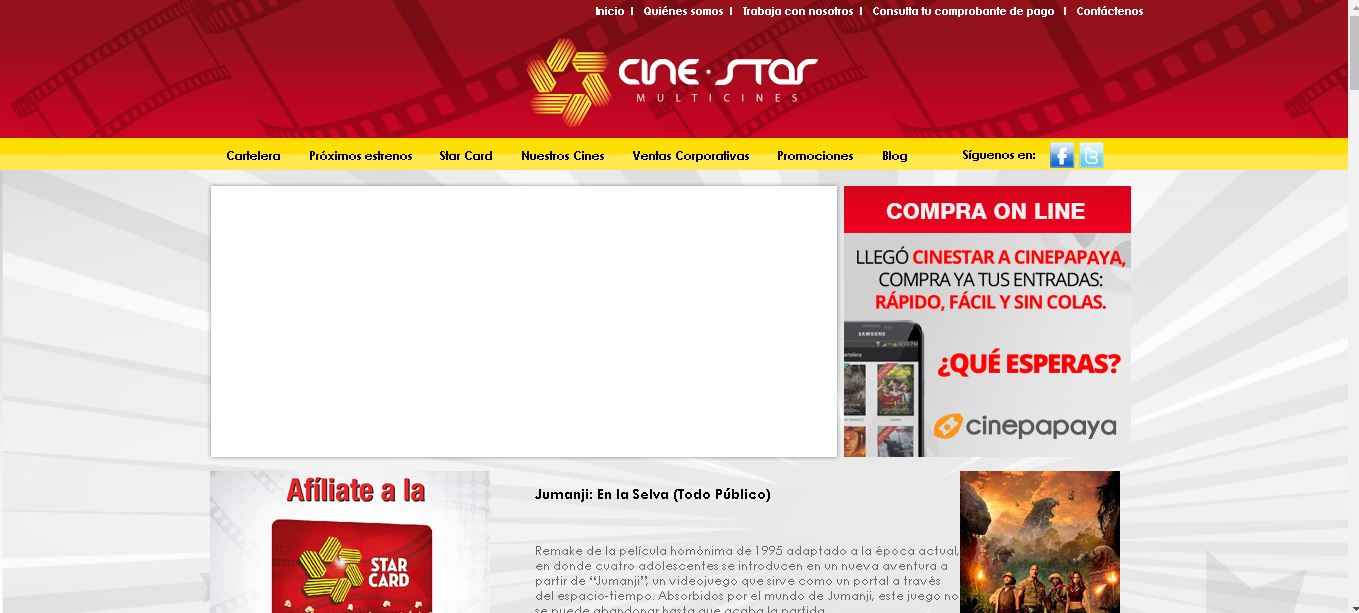 Inicio | Quiénes somos | Trabaja con nosotros | Consulta tu comprobante de pago | Contáctenos
CINE·STAR
MULTICINES
Cartelera Próximos estrenos Star Card Nuestros Cines Ventas Corporativas Promociones Blog Síguenos en:
COMPRA ON LINE
LLEGÓ CINESTAR A CINEPAPAYA,
COMPRA YA TUS ENTRADAS:
RÁPIDO, FÁCIL Y SIN COLAS.
SAMSUNG
¿QUÉ ESPERAS?
cinepapaya
Afíliate a la
STAR
CARD
Jumanji: En la Selva (Todo Público)
Remake de la película homónima de 1995 adaptado a la época actual,
en donde cuatro adolescentes se introducen en un nueva aventura a
partir de “Jumanji”, un videojuego que sirve como un portal a través
del espacio-tiempo. Absorbidos por el mundo de Jumanji, este juego no
se puede abandonar hasta que acaba la partida.